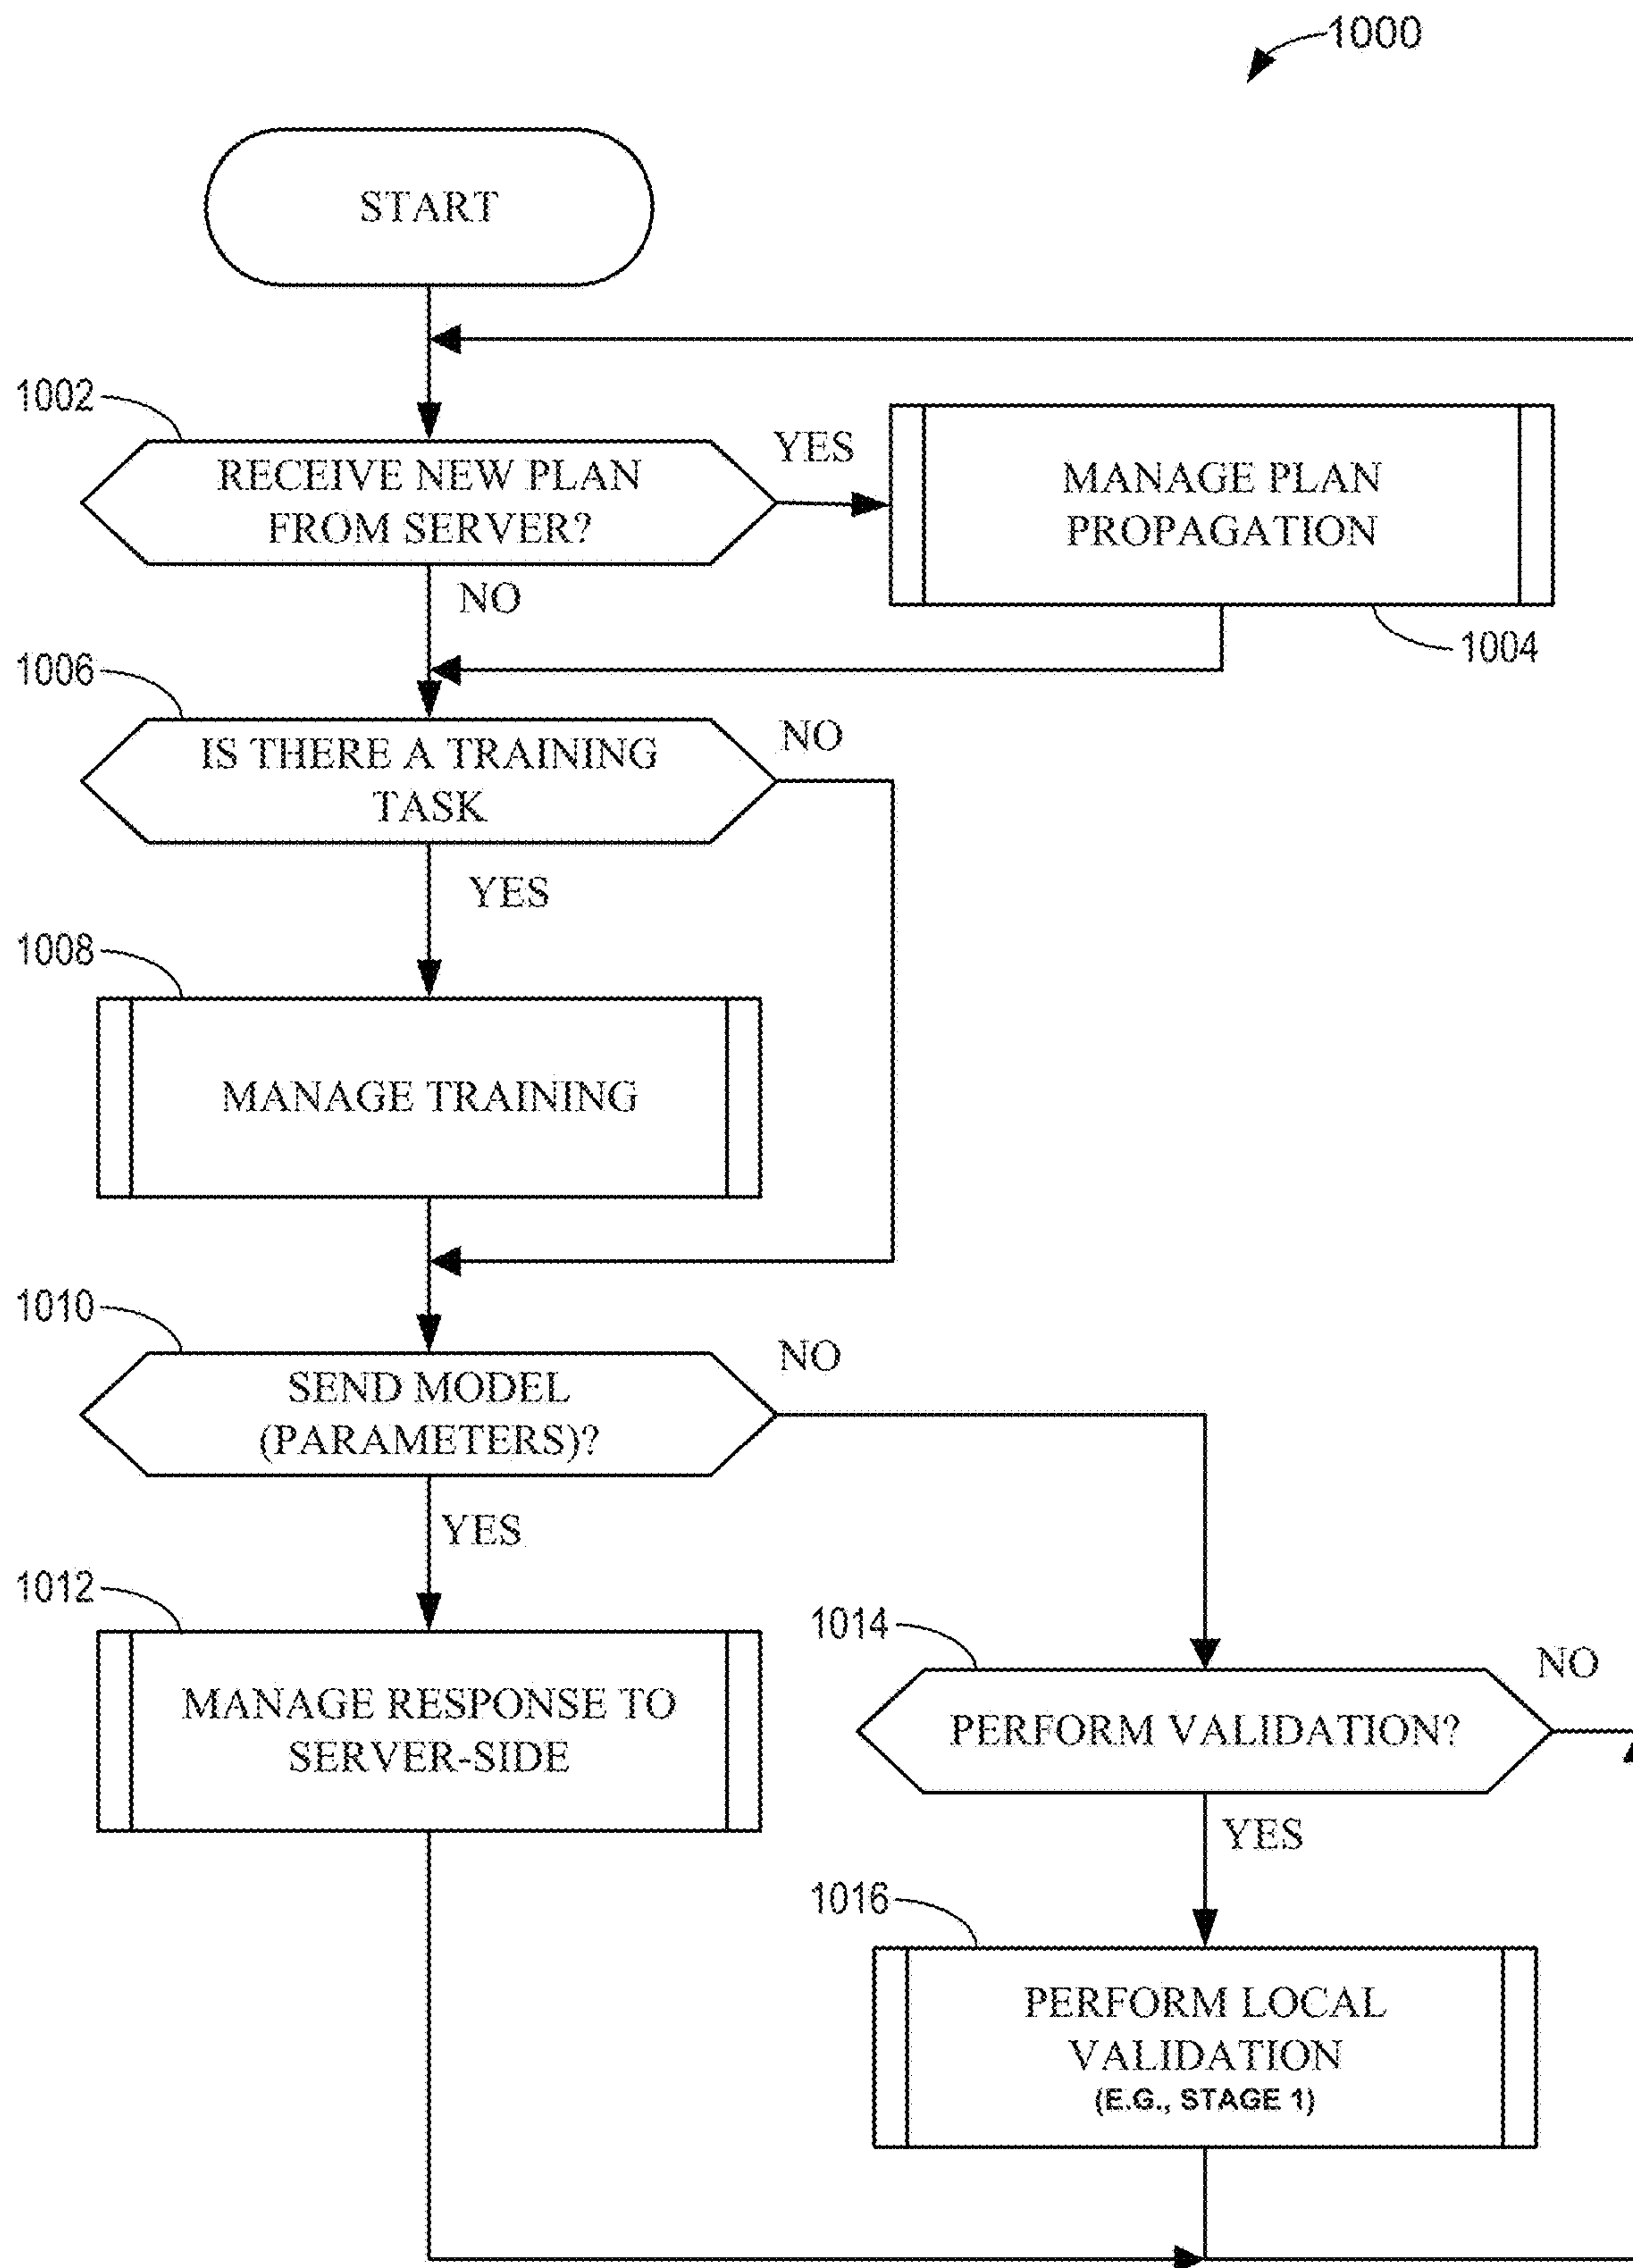 1000
START
1002
RECEIVE NEW PLAN
FROM SERVER?
YES
MANAGE PLAN
PROPAGATION
NO
1004
1006
IS THERE A TRAINING
TASK
NO
YES
1008
MANAGE TRAINING
1010
SEND MODEL
(PARAMETERS)?
NO
YES
1012
MANAGE RESPONSE TO
SERVER-SIDE
1014
PERFORM VALIDATION?
NO
YES
1016
PERFORM LOCAL
VALIDATION
(E.G., STAGE 1)